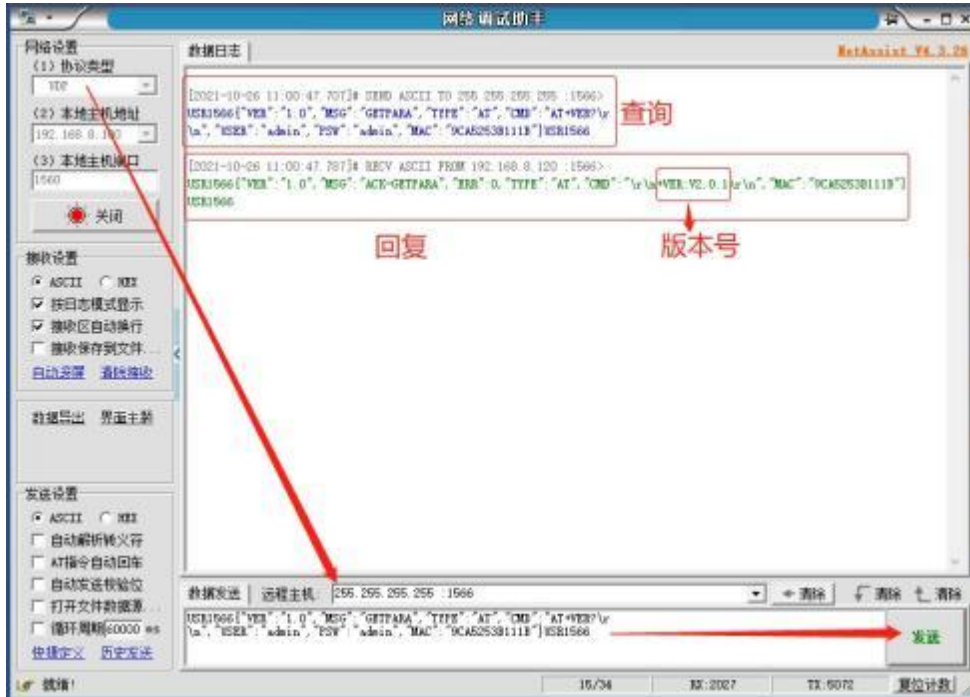 网络调试助手
网络设置
(1) 协议类型
UDP
(2) 本地主机地址
192.168.8.100
(3) 本地主机端口
1560
关闭
接收设置
ASCII HEX
按日志模式显示
接收区自动换行
接收保存到文件...
自动滚屏 清除接收
数据导出 界面主题
发送设置
ASCII HEX
自动解析转义符
AT指令自动回车
自动发送校验位
打开文件数据源...
循环周期 60000 ms
快捷定义 历史发送
就绪!
数据日志
NetAssist V4.3.26
[2021-10-26 11:00:47.707]# SEND ASCII TO 255.255.255.255 :1566>
USR1566{"VER":"1.0","MSG":"GETPARA","TYPE":"AT","CMD":"AT+VER?\r
\n","USER":"admin","PSW":"admin","MAC":"9CA5253B111B"}USR1566
查询
[2021-10-26 11:00:47.787]# RECV ASCII FROM 192.168.8.120 :1566>
USR1566{"VER":"1.0","MSG":"ACK-GETPARA","ERR":0,"TYPE":"AT","CMD":"\r\n+VER:V2.0.1\r\n","MAC":"9CA5253B111B"}
USR1566
回复
版本号
数据发送 远程主机: 255.255.255.255 :1566 清除 清除 清除
USR1566{"VER":"1.0","MSG":"GETPARA","TYPE":"AT","CMD":"AT+VER?\r
\n","USER":"admin","PSW":"admin","MAC":"9CA5253B111B"}USR1566
发送
15/34 RX:2027 TX:5072 复位计数